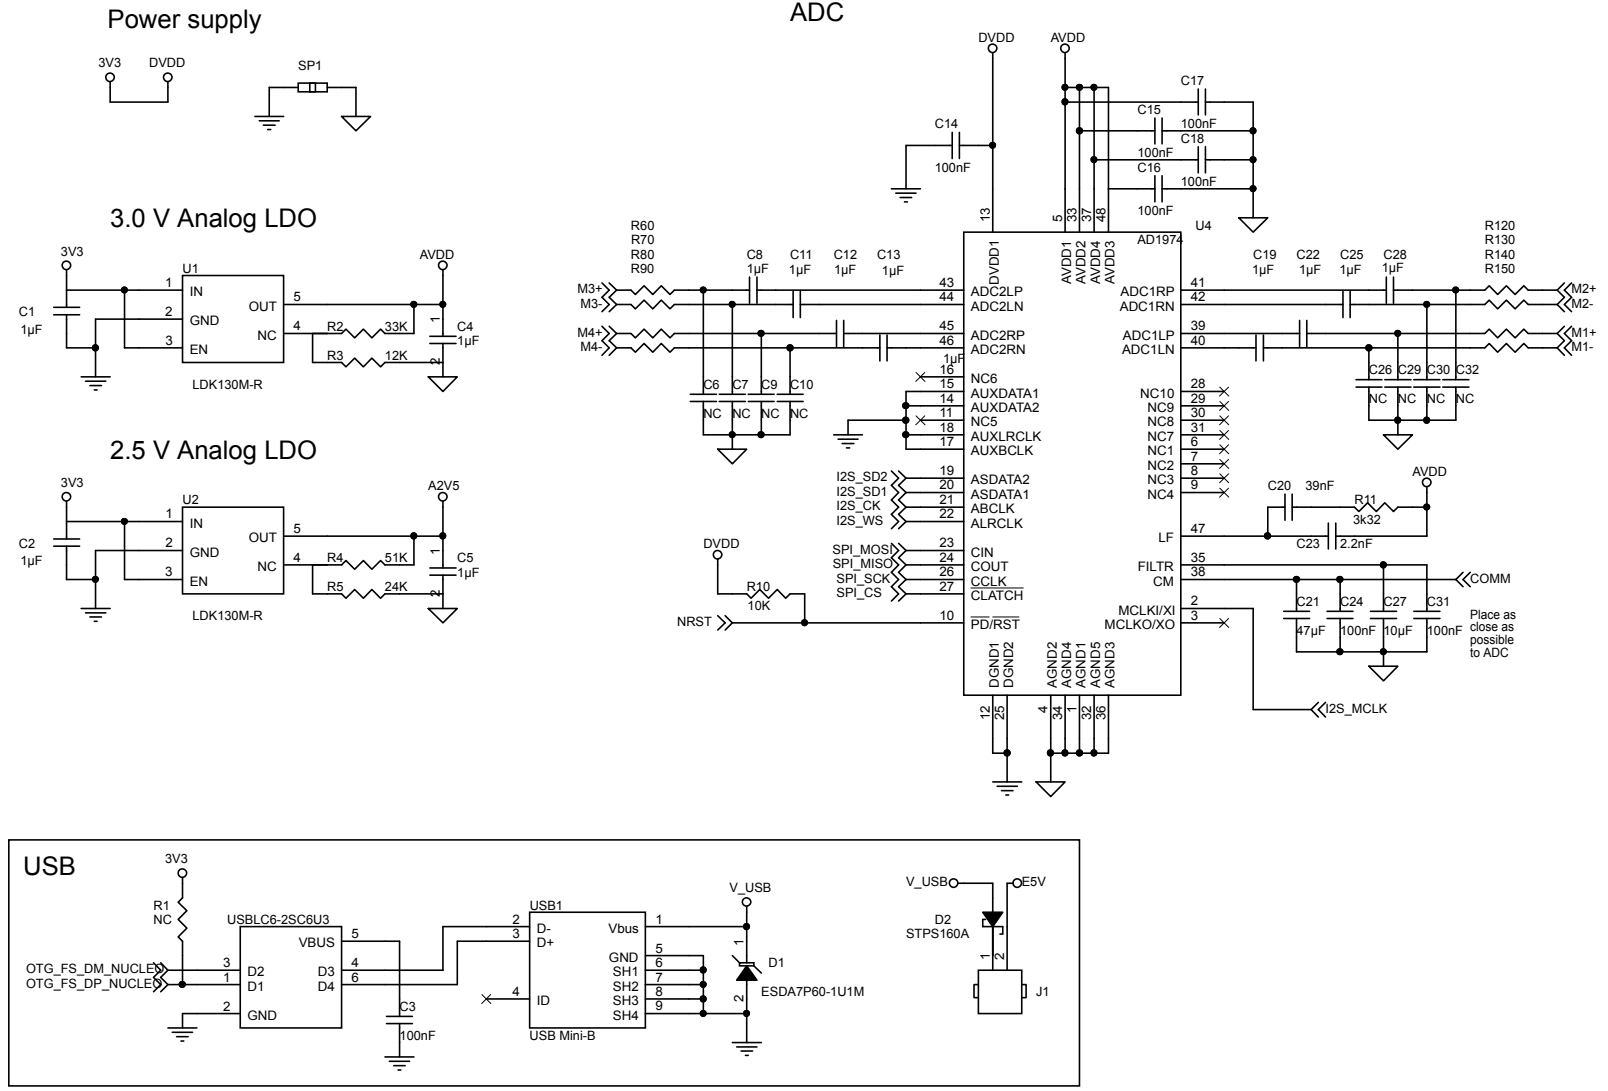 Power supply
3V3
DVDD
SP1
3.0 V Analog LDO
3V3
AVDD
U1
C1
1µF
1
IN
2
GND
3
EN
OUT
5
NC
4
R2
33K
R3
12K
1
C4
1µF
2
LDK130M-R
2.5 V Analog LDO
3V3
A2V5
U2
C2
1µF
1
IN
2
GND
3
EN
OUT
5
NC
4
R4
51K
R5
24K
1
C5
1µF
2
LDK130M-R
ADC
DVDD
AVDD
C14
100nF
C17
100nF
C15
100nF
C18
100nF
C16
100nF
13
5
33
37
48
U4
AD1974
DVDD1
AVDD1
AVDD2
AVDD4
AVDD3
R60
R70
R80
R90
C8
1µF
C11
1µF
C12
1µF
C13
1µF
M3+
M3-
M4+
M4-
43
ADC2LP
44
ADC2LN
45
ADC2RP
46
ADC2RN
1µF
C6
NC
C7
NC
C9
NC
C10
NC
16
NC6
15
AUXDATA1
14
AUXDATA2
11
NC5
18
AUXLRCLK
17
AUXBCLK
I2S_SD2
19
ASDATA2
I2S_SD1
20
ASDATA1
I2S_CK
21
ABCLK
I2S_WS
22
ALRCLK
SPI_MOSI
23
CIN
SPI_MISO
24
COUT
SPI_SCK
26
CCLK
SPI_CS
27
CLATCH
DVDD
R10
10K
NRST
10
PD/RST
DGND1
DGND2
12
25
AGND2
AGND4
AGND1
AGND5
AGND3
4
34
1
32
36
C19
1µF
C22
1µF
C25
1µF
C28
1µF
R120
R130
R140
R150
ADC1RP
41
ADC1RN
42
ADC1LP
39
ADC1LN
40
M2+
M2-
M1+
M1-
C26
NC
C29
NC
C30
NC
C32
NC
NC10
28
NC9
29
NC8
30
NC7
31
NC1
6
NC2
7
NC3
8
NC4
9
LF
47
C20
39nF
R11
3k32
C23
2.2nF
AVDD
FILTR
35
CM
38
COMM
C21
47µF
C24
100nF
C27
10µF
C31
100nF
Place as
close as
possible
to ADC
MCLKI/XI
2
MCLKO/XO
3
I2S_MCLK
USB
3V3
R1
NC
USBLC6-2SC6U3
VBUS
5
OTG_FS_DM_NUCLEO
3
D2
OTG_FS_DP_NUCLEO
1
D1
2
GND
D3
4
D4
6
C3
100nF
USB1
2
D-
3
D+
4
ID
Vbus
1
GND
5
SH1
6
SH2
7
SH3
8
SH4
9
USB Mini-B
V_USB
1
D1
ESDA7P60-1U1M
2
V_USB
E5V
D2
STPS160A
1
2
J1